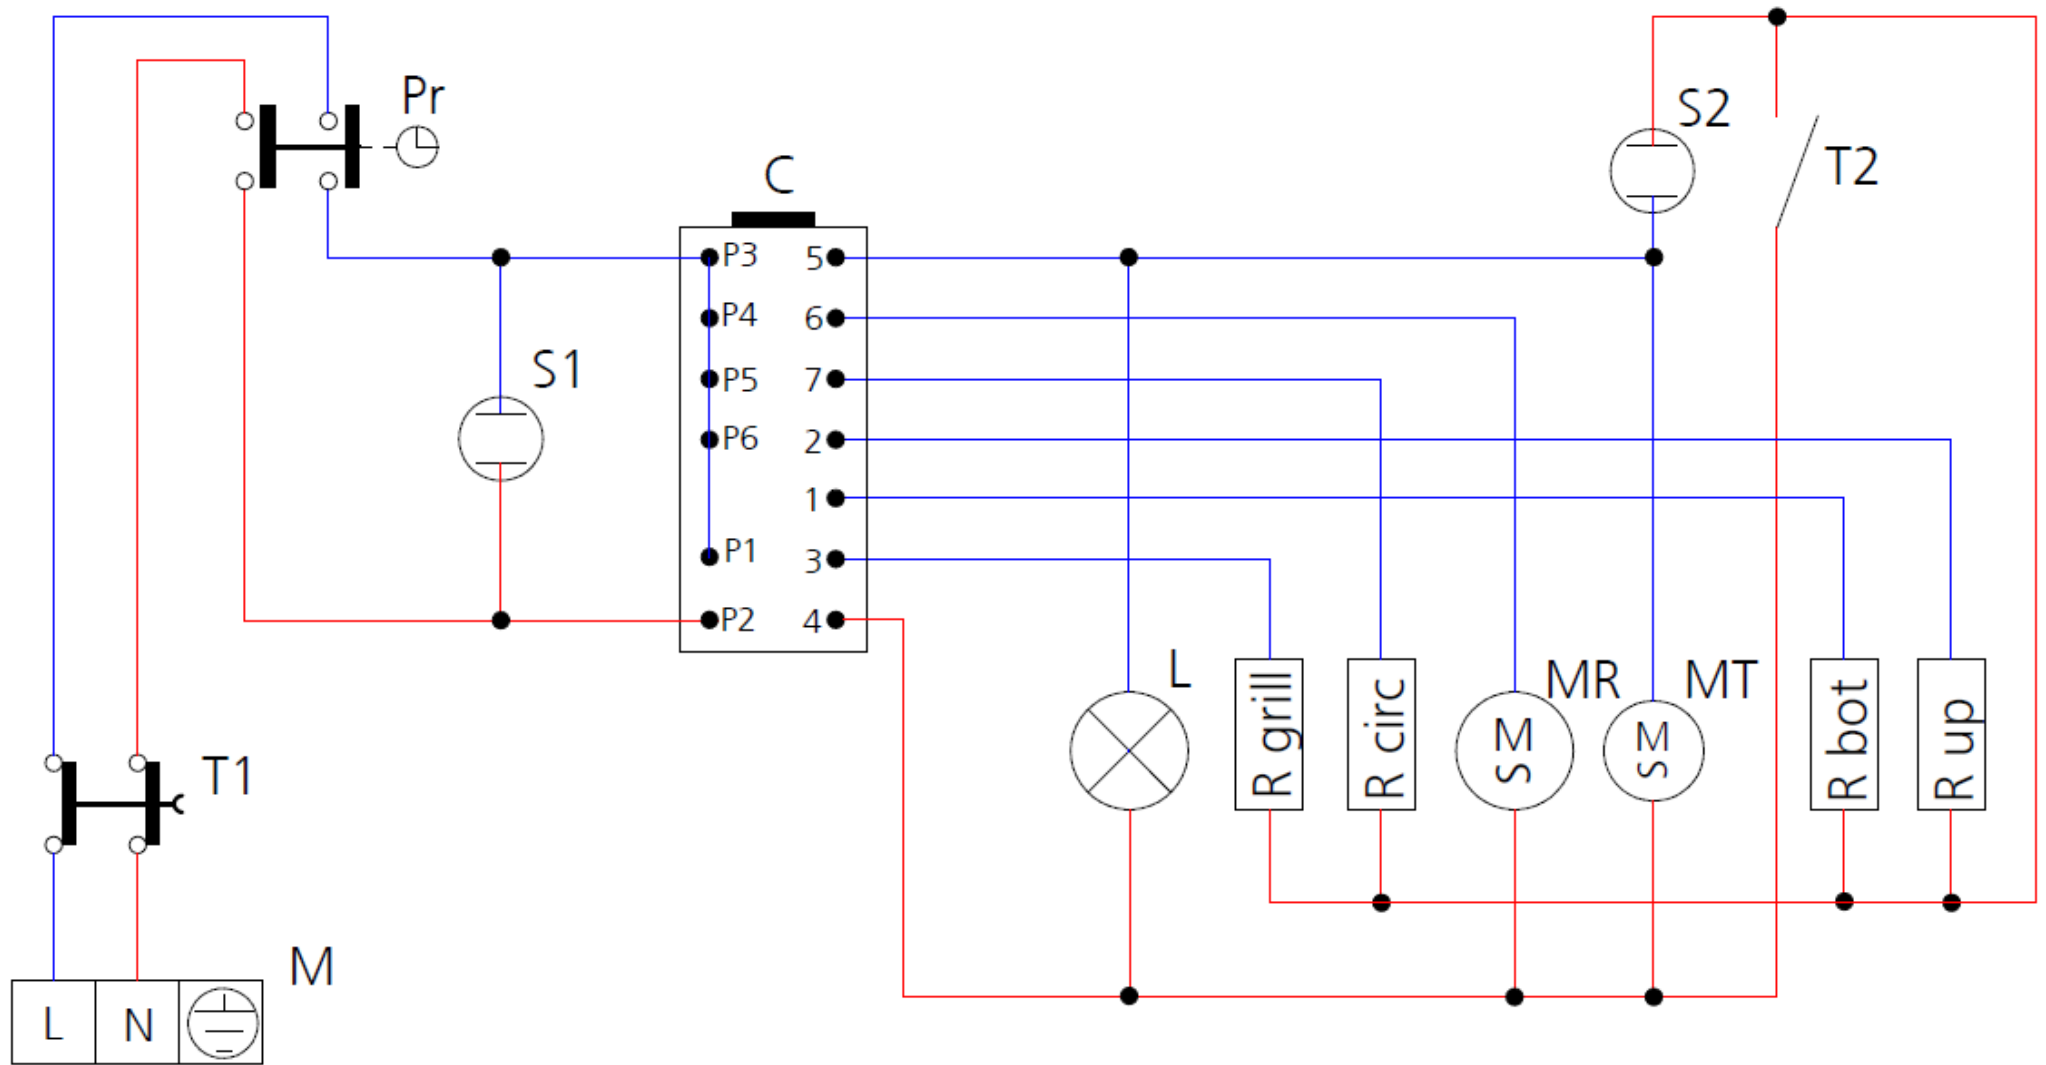 Pr
C
S2
T2
P3 5
P4 6
S1
P5 7
P6 2
1
P1 3
P2 4
L
MR
MT
R grill
R circ
M
S
M
S
R bot
R up
T1
M
L N